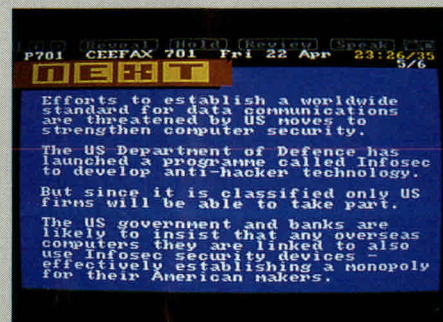 Reveal Hold Review Speak
P701 CEEFAX 701 Fri 22 Apr 23:26/35
5/6
NEXT
Efforts to establish a worldwide
standard for data communications
are threatened by US moves to
strengthen computer security.
The US Department of Defence has
launched a programme called Infosec
to develop anti-hacker technology.
But since it is classified only US
firms will be able to take part.
The US government and banks are
likely to insist that any overseas
computers they are linked to also
use Infosec security devices -
effectively establishing a monopoly
for their American makers.